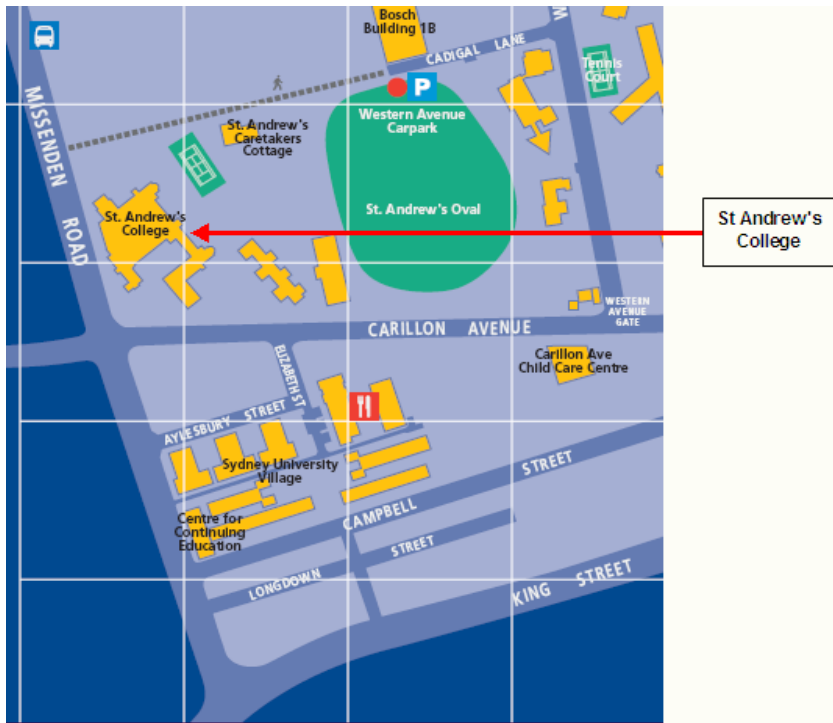 Bosch
Building 1B
CADIGAL LANE
W
Tennis
Court
P
Western Avenue
Carpark
MISSENDEN ROAD
St. Andrew's
Caretakers
Cottage
St. Andrew's
College
St. Andrew's Oval
St Andrew's
College
WESTERN
AVENUE
GATE
CARILLON AVENUE
ELIZABETH ST
Carillon Ave
Child Care Centre
AYLESBURY STREET
Sydney University
Village
CAMPBELL STREET
Centre for
Continuing
Education
LONGDOWN STREET
KING STREET